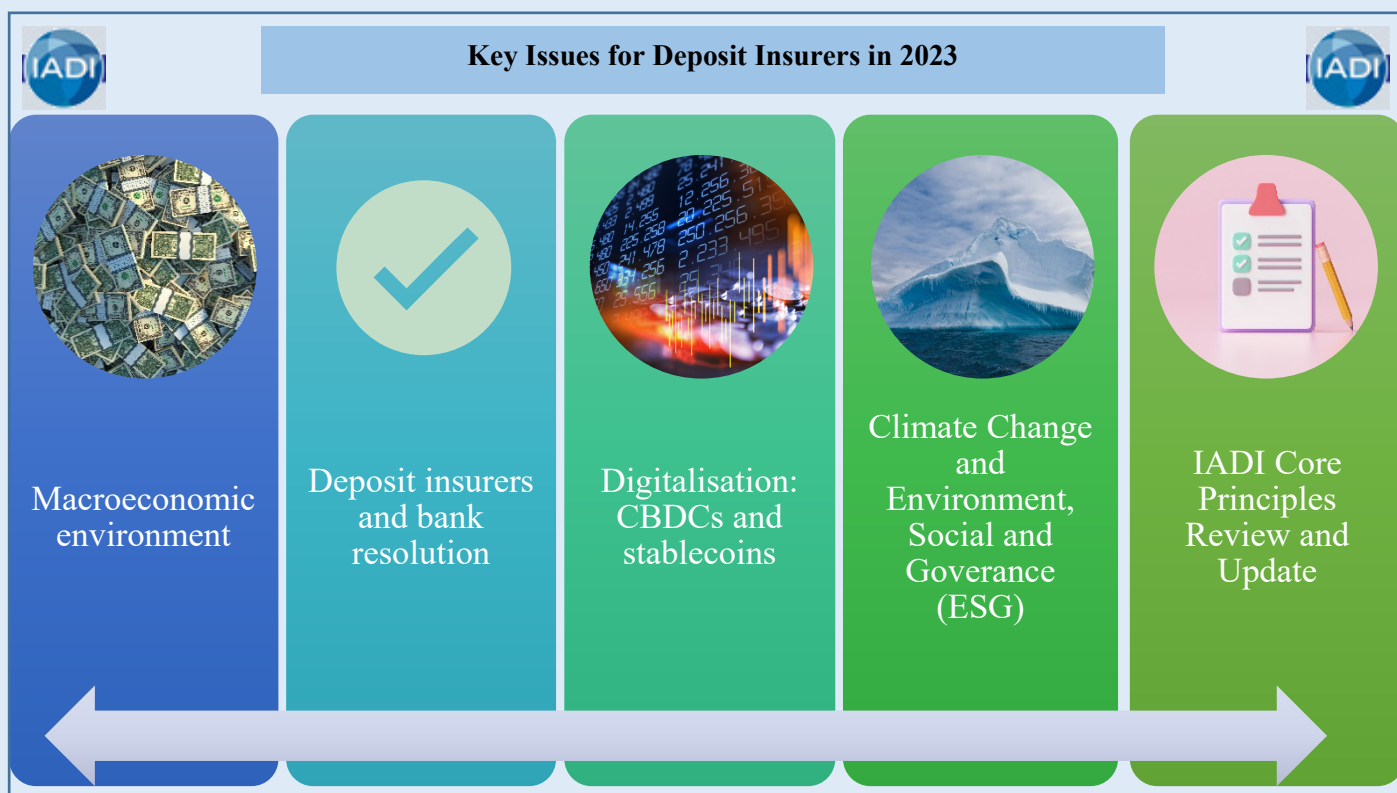 IADI
Key Issues for Deposit Insurers in 2023
IADI
Macroeconomic
environment
Deposit insurers
and bank
resolution
Digitalisation:
CBDCs and
stablecoins
Climate Change
and
Environment,
Social and
Goverance
(ESG)
IADI Core
Principles
Review and
Update